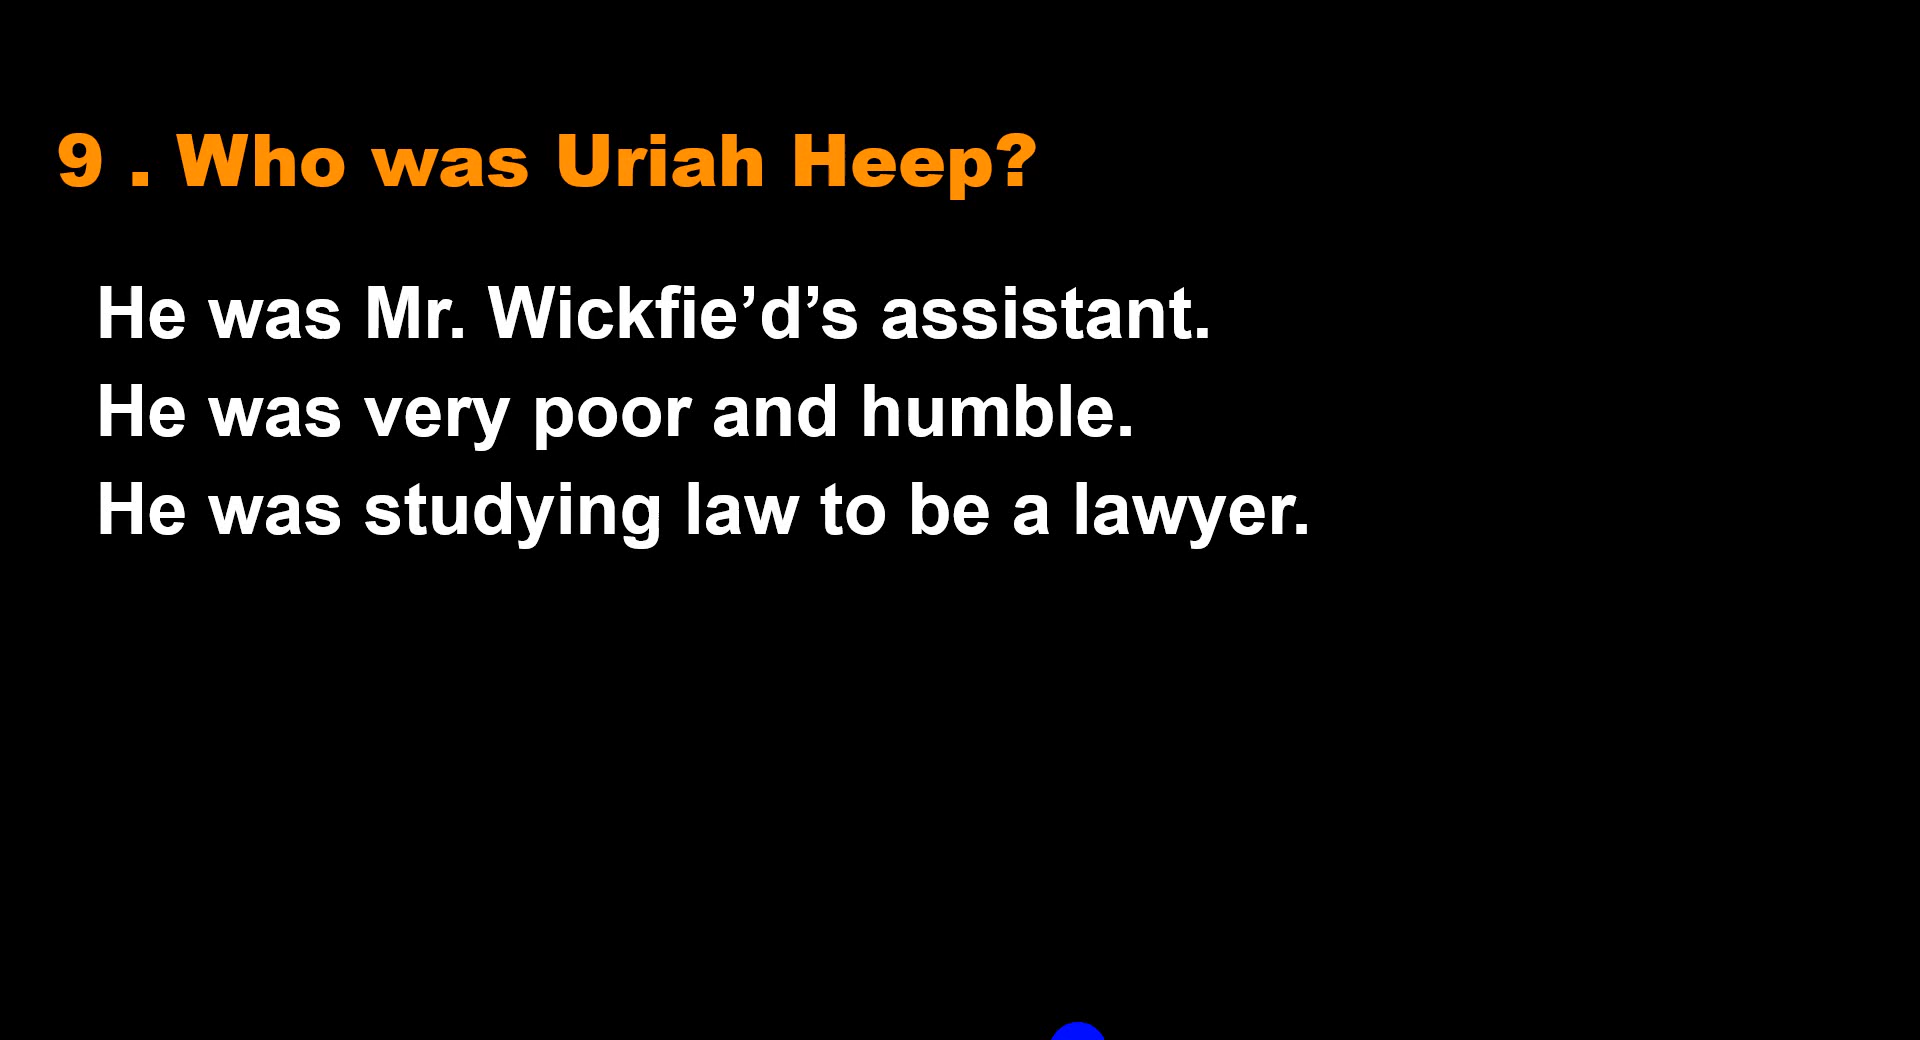 9 . Who was Uriah Heep?
He was Mr. Wickfie’d’s assistant.
He was very poor and humble.
He was studying law to be a lawyer.